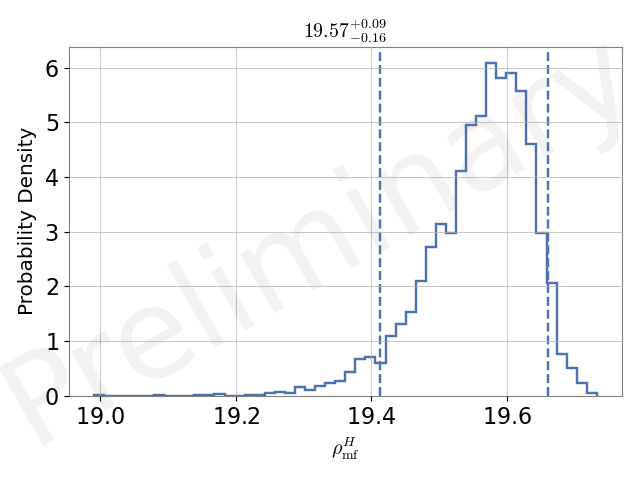 19.57^{+0.09}_{-0.16}
Preliminary
Probability Density
6
5
4
3
2
1
0
19.0 19.2 19.4 19.6
ρ^H_mf